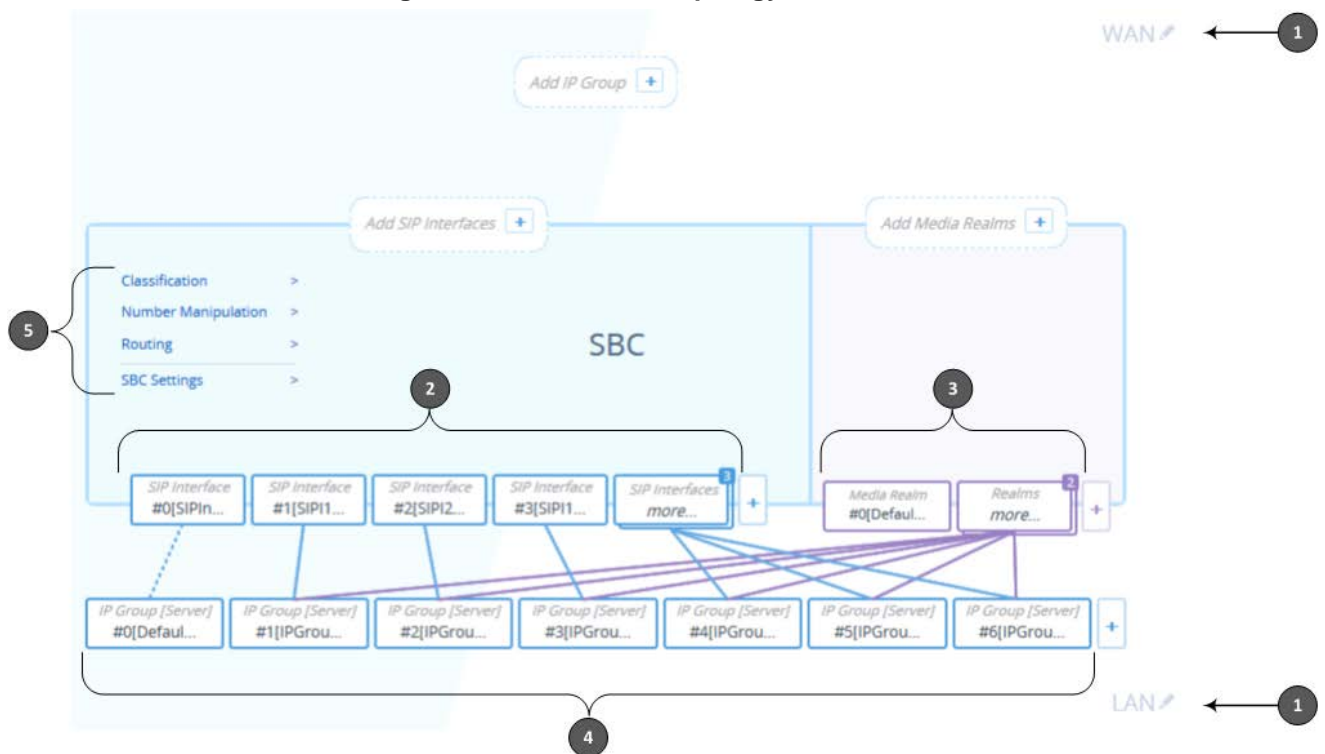 WAN
1
Add IP Group +
Add SIP Interfaces +
Add Media Realms +
Classification >
Number Manipulation >
Routing >
SBC Settings >
5
SBC
2
3
SIP Interface
#0[SIPIn...
SIP Interface
#1[SIPI1...
SIP Interface
#2[SIPI2...
SIP Interface
#3[SIPI1...
SIP Interfaces
more...
3
+
Media Realm
#0[Defaul...
Realms
more...
2
+
IP Group [Server]
#0[Defaul...
IP Group [Server]
#1[IPGrou...
IP Group [Server]
#2[IPGrou...
IP Group [Server]
#3[IPGrou...
IP Group [Server]
#4[IPGrou...
IP Group [Server]
#5[IPGrou...
IP Group [Server]
#6[IPGrou...
+
LAN
1
4